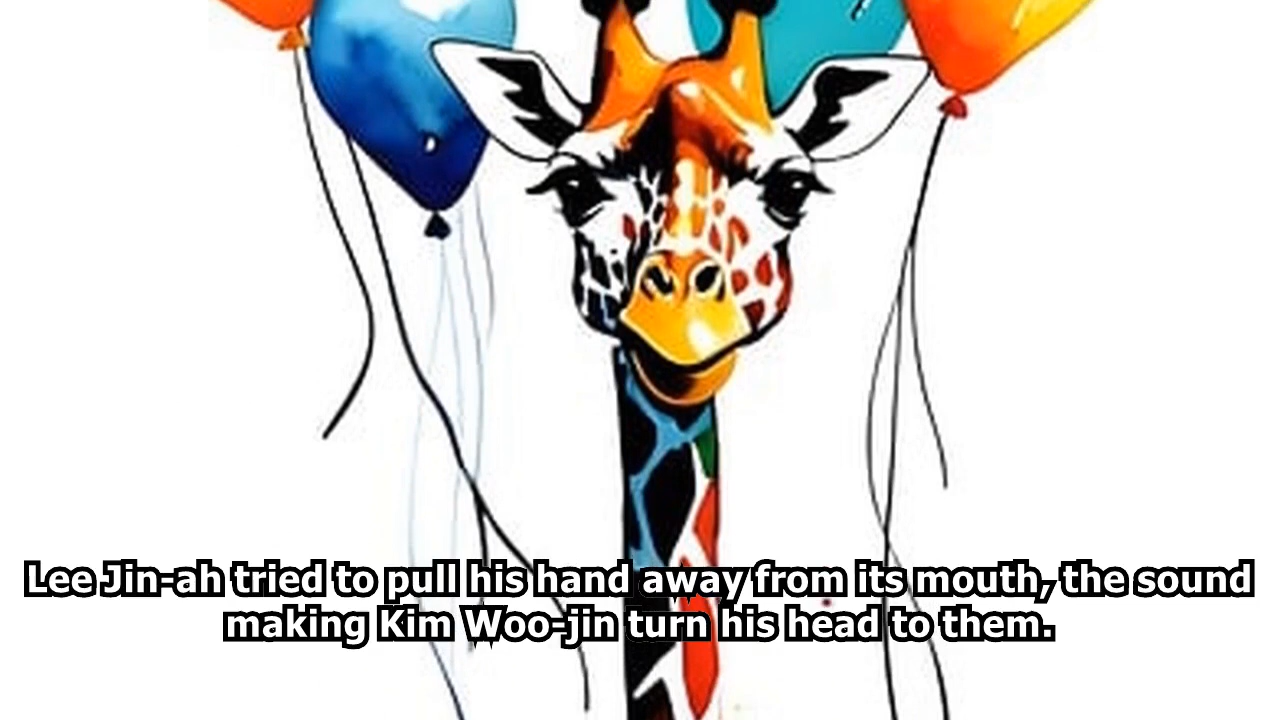 Lee Jin-ah tried to pull his hand away from its mouth, the sound
making Kim Woo-jin turn his head to them.